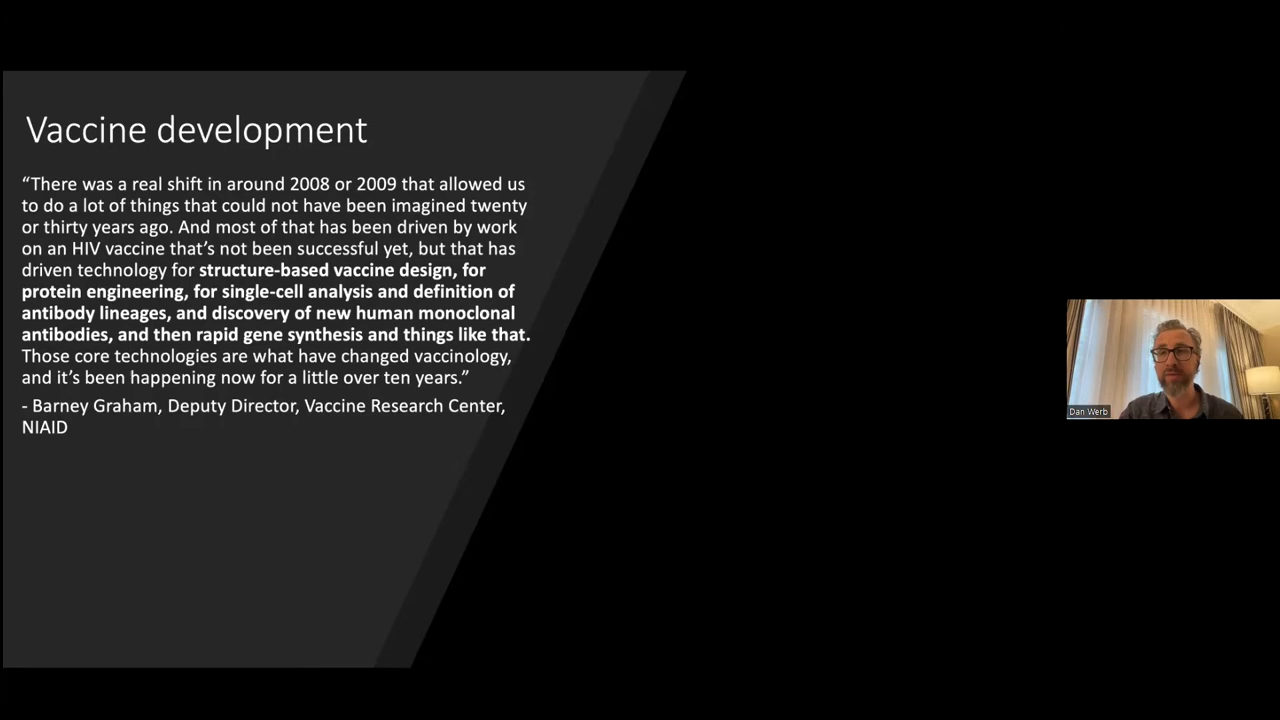 Vaccine development
“There was a real shift in around 2008 or 2009 that allowed us
to do a lot of things that could not have been imagined twenty
or thirty years ago. And most of that has been driven by work
on an HIV vaccine that’s not been successful yet, but that has
driven technology for structure-based vaccine design, for
protein engineering, for single-cell analysis and definition of
antibody lineages, and discovery of new human monoclonal
antibodies, and then rapid gene synthesis and things like that.
Those core technologies are what have changed vaccinology,
and it’s been happening now for a little over ten years.”
- Barney Graham, Deputy Director, Vaccine Research Center,
NIAID
Dan Werb